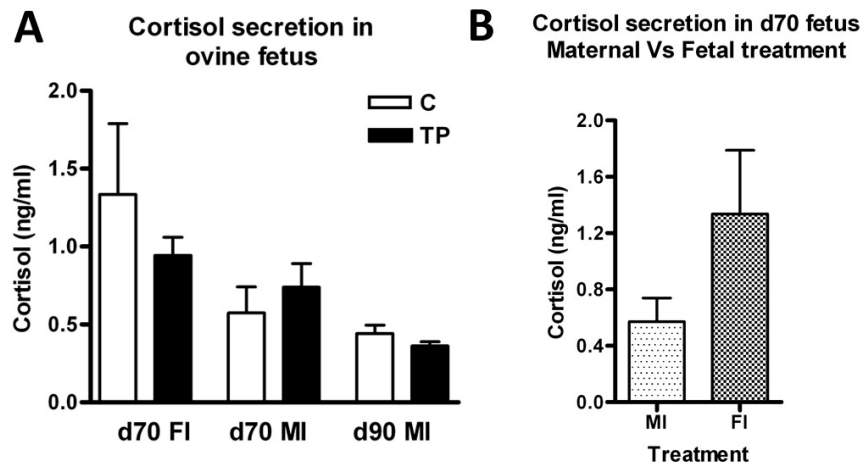 A
Cortisol secretion in
ovine fetus
C
TP
Cortisol (ng/ml)
2.0
1.5
1.0
0.5
0.0
d70 FI d70 MI d90 MI
B
Cortisol secretion in d70 fetus
Maternal Vs Fetal treatment
Cortisol (ng/ml)
2.0
1.6
1.2
0.8
0.4
0.0
MI FI
Treatment